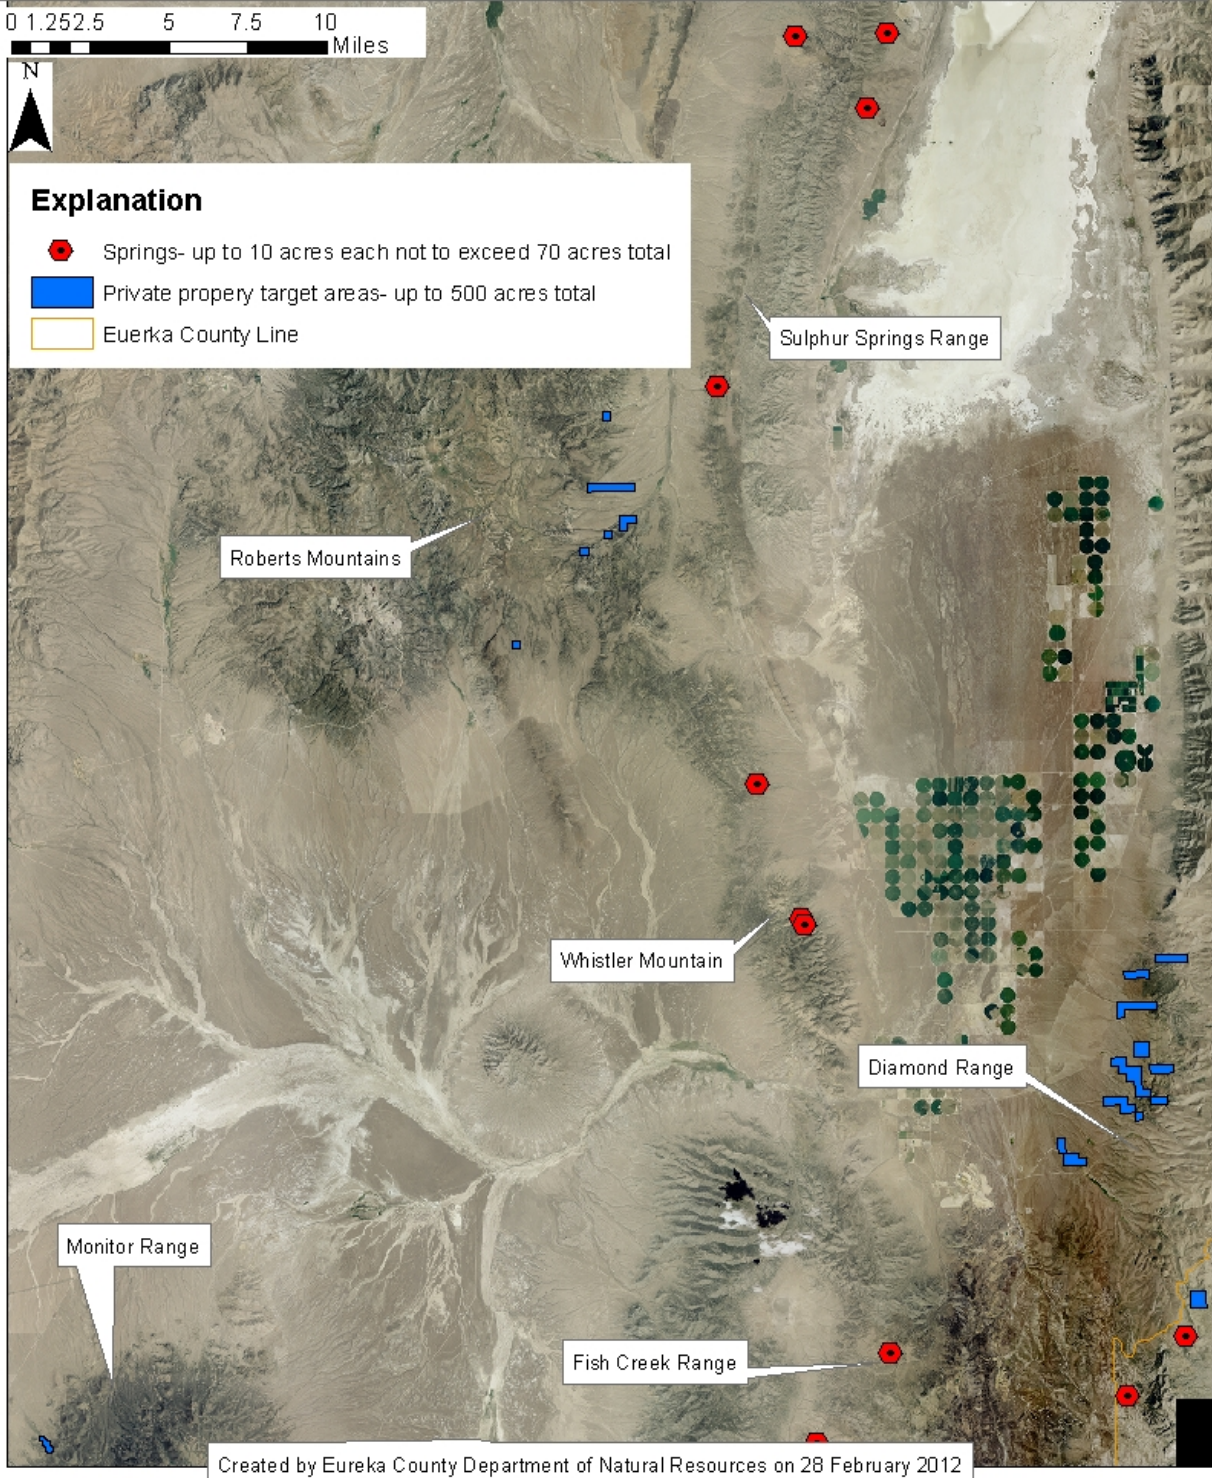 0 1.252.5 5 7.5 10
Miles
N
Explanation
Springs- up to 10 acres each not to exceed 70 acres total
Private propery target areas- up to 500 acres total
Euerka County Line
Sulphur Springs Range
Roberts Mountains
Whistler Mountain
Diamond Range
Monitor Range
Fish Creek Range
Created by Eureka County Department of Natural Resources on 28 February 2012